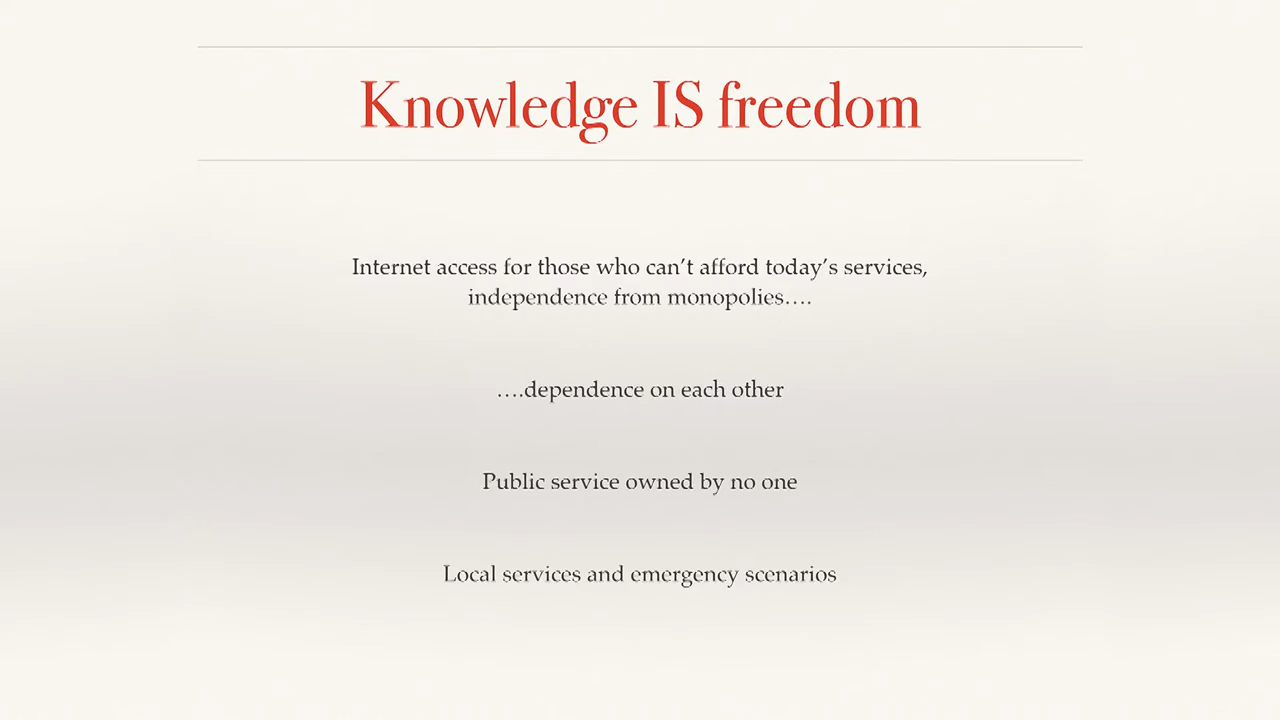 Knowledge IS freedom
Internet access for those who can’t afford today’s services,
independence from monopolies….
….dependence on each other
Public service owned by no one
Local services and emergency scenarios